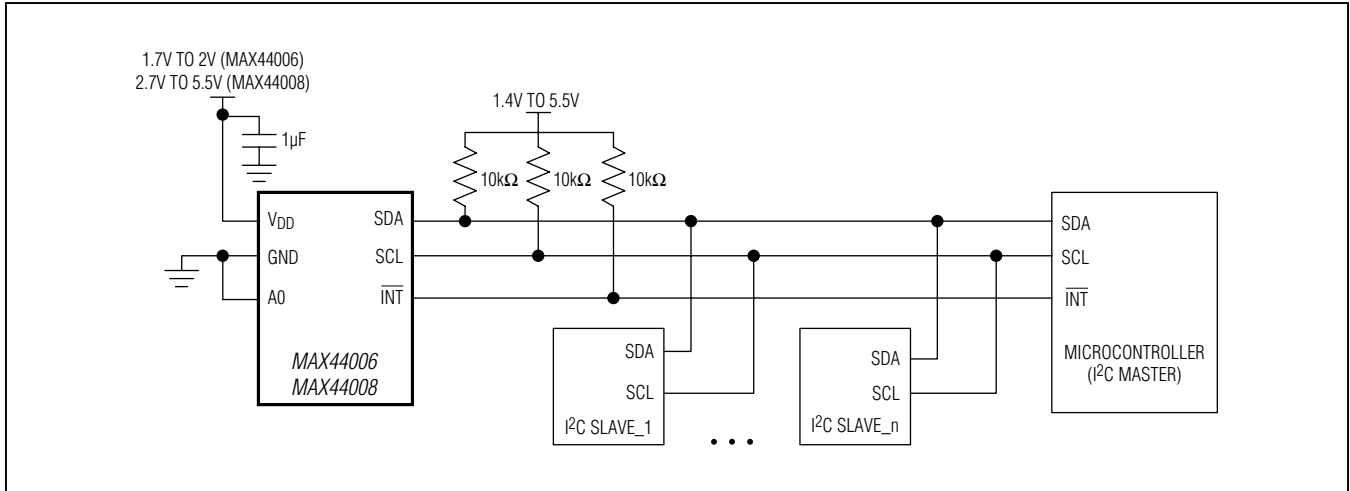 1.7V TO 2V (MAX44006)
2.7V TO 5.5V (MAX44008)
1µF
1.4V TO 5.5V
10kΩ
10kΩ
10kΩ
VDD
GND
A0
SDA
SCL
INT
MAX44006
MAX44008
SDA
SCL
I2C SLAVE_1
• • •
SDA
SCL
I2C SLAVE_n
SDA
SCL
INT
MICROCONTROLLER
(I2C MASTER)